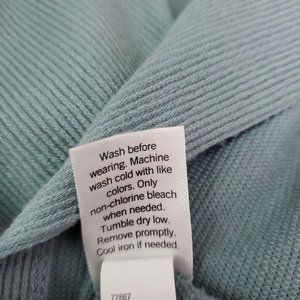 Wash before
wearing. Machine
wash cold with like
colors. Only
non-chlorine bleach
when needed.
Tumble dry low.
Remove promptly.
Cool iron if needed.
72867